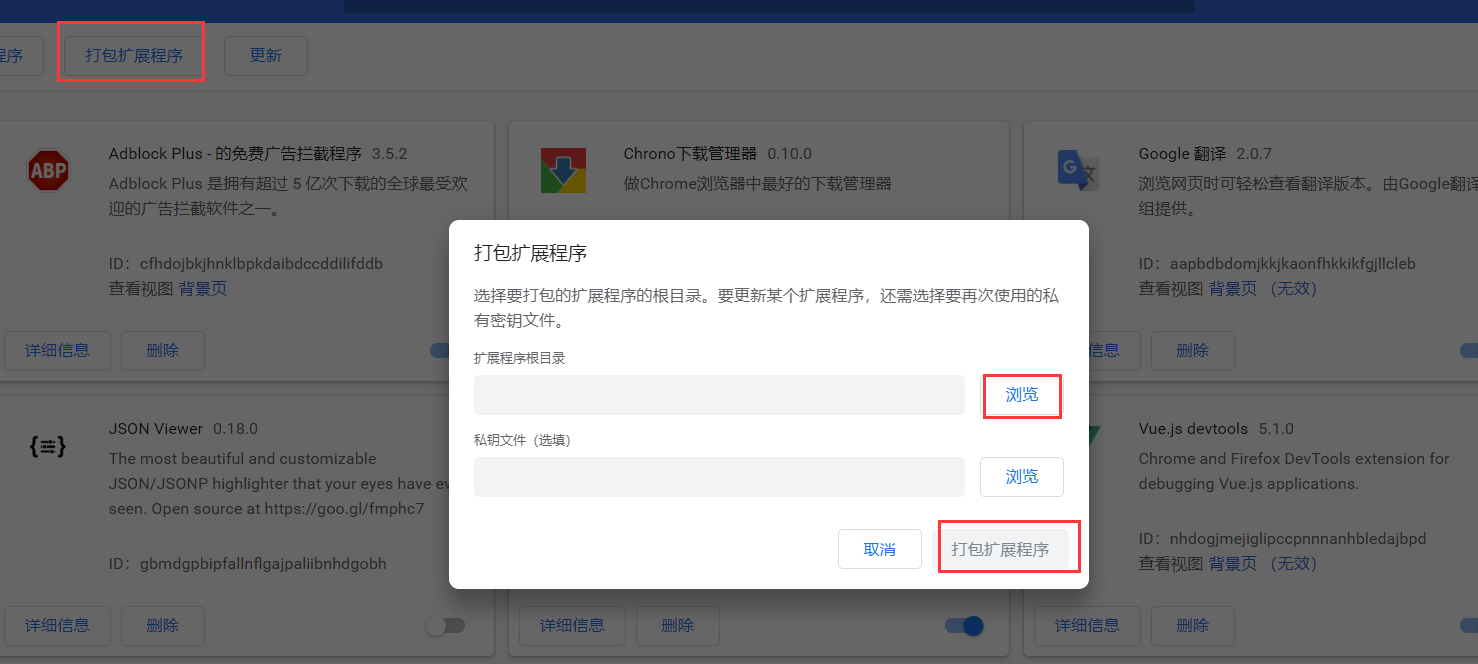 程序
打包扩展程序
更新
ABP
Adblock Plus - 的免费广告拦截程序 3.5.2
Adblock Plus 是拥有超过 5 亿次下载的全球最受欢
迎的广告拦截软件之一。
ID：cfhdojbkjhnklbpkdaibdccddilifddb
查看视图 背景页
详细信息
删除
Chrono下载管理器 0.10.0
做Chrome浏览器中最好的下载管理器
Google 翻译 2.0.7
浏览网页时可轻松查看翻译版本。由Google翻译
组提供。
ID：aapbdbdomjkkjkaonfhkkikfgjllcleb
查看视图 背景页 （无效）
信息
删除
打包扩展程序
选择要打包的扩展程序的根目录。要更新某个扩展程序，还需选择要再次使用的私
有密钥文件。
扩展程序根目录
浏览
私钥文件（选填）
浏览
取消
打包扩展程序
JSON Viewer 0.18.0
The most beautiful and customizable
JSON/JSONP highlighter that your eyes have ev
seen. Open source at https://goo.gl/fmphc7
ID：gbmdgpbipfallnflgajpaliibnhdgobh
详细信息
删除
详细信息
删除
Vue.js devtools 5.1.0
Chrome and Firefox DevTools extension for
debugging Vue.js applications.
ID：nhdogjmejiglipccpnnnanhbledajbpd
查看视图 背景页 （无效）
详细信息
删除